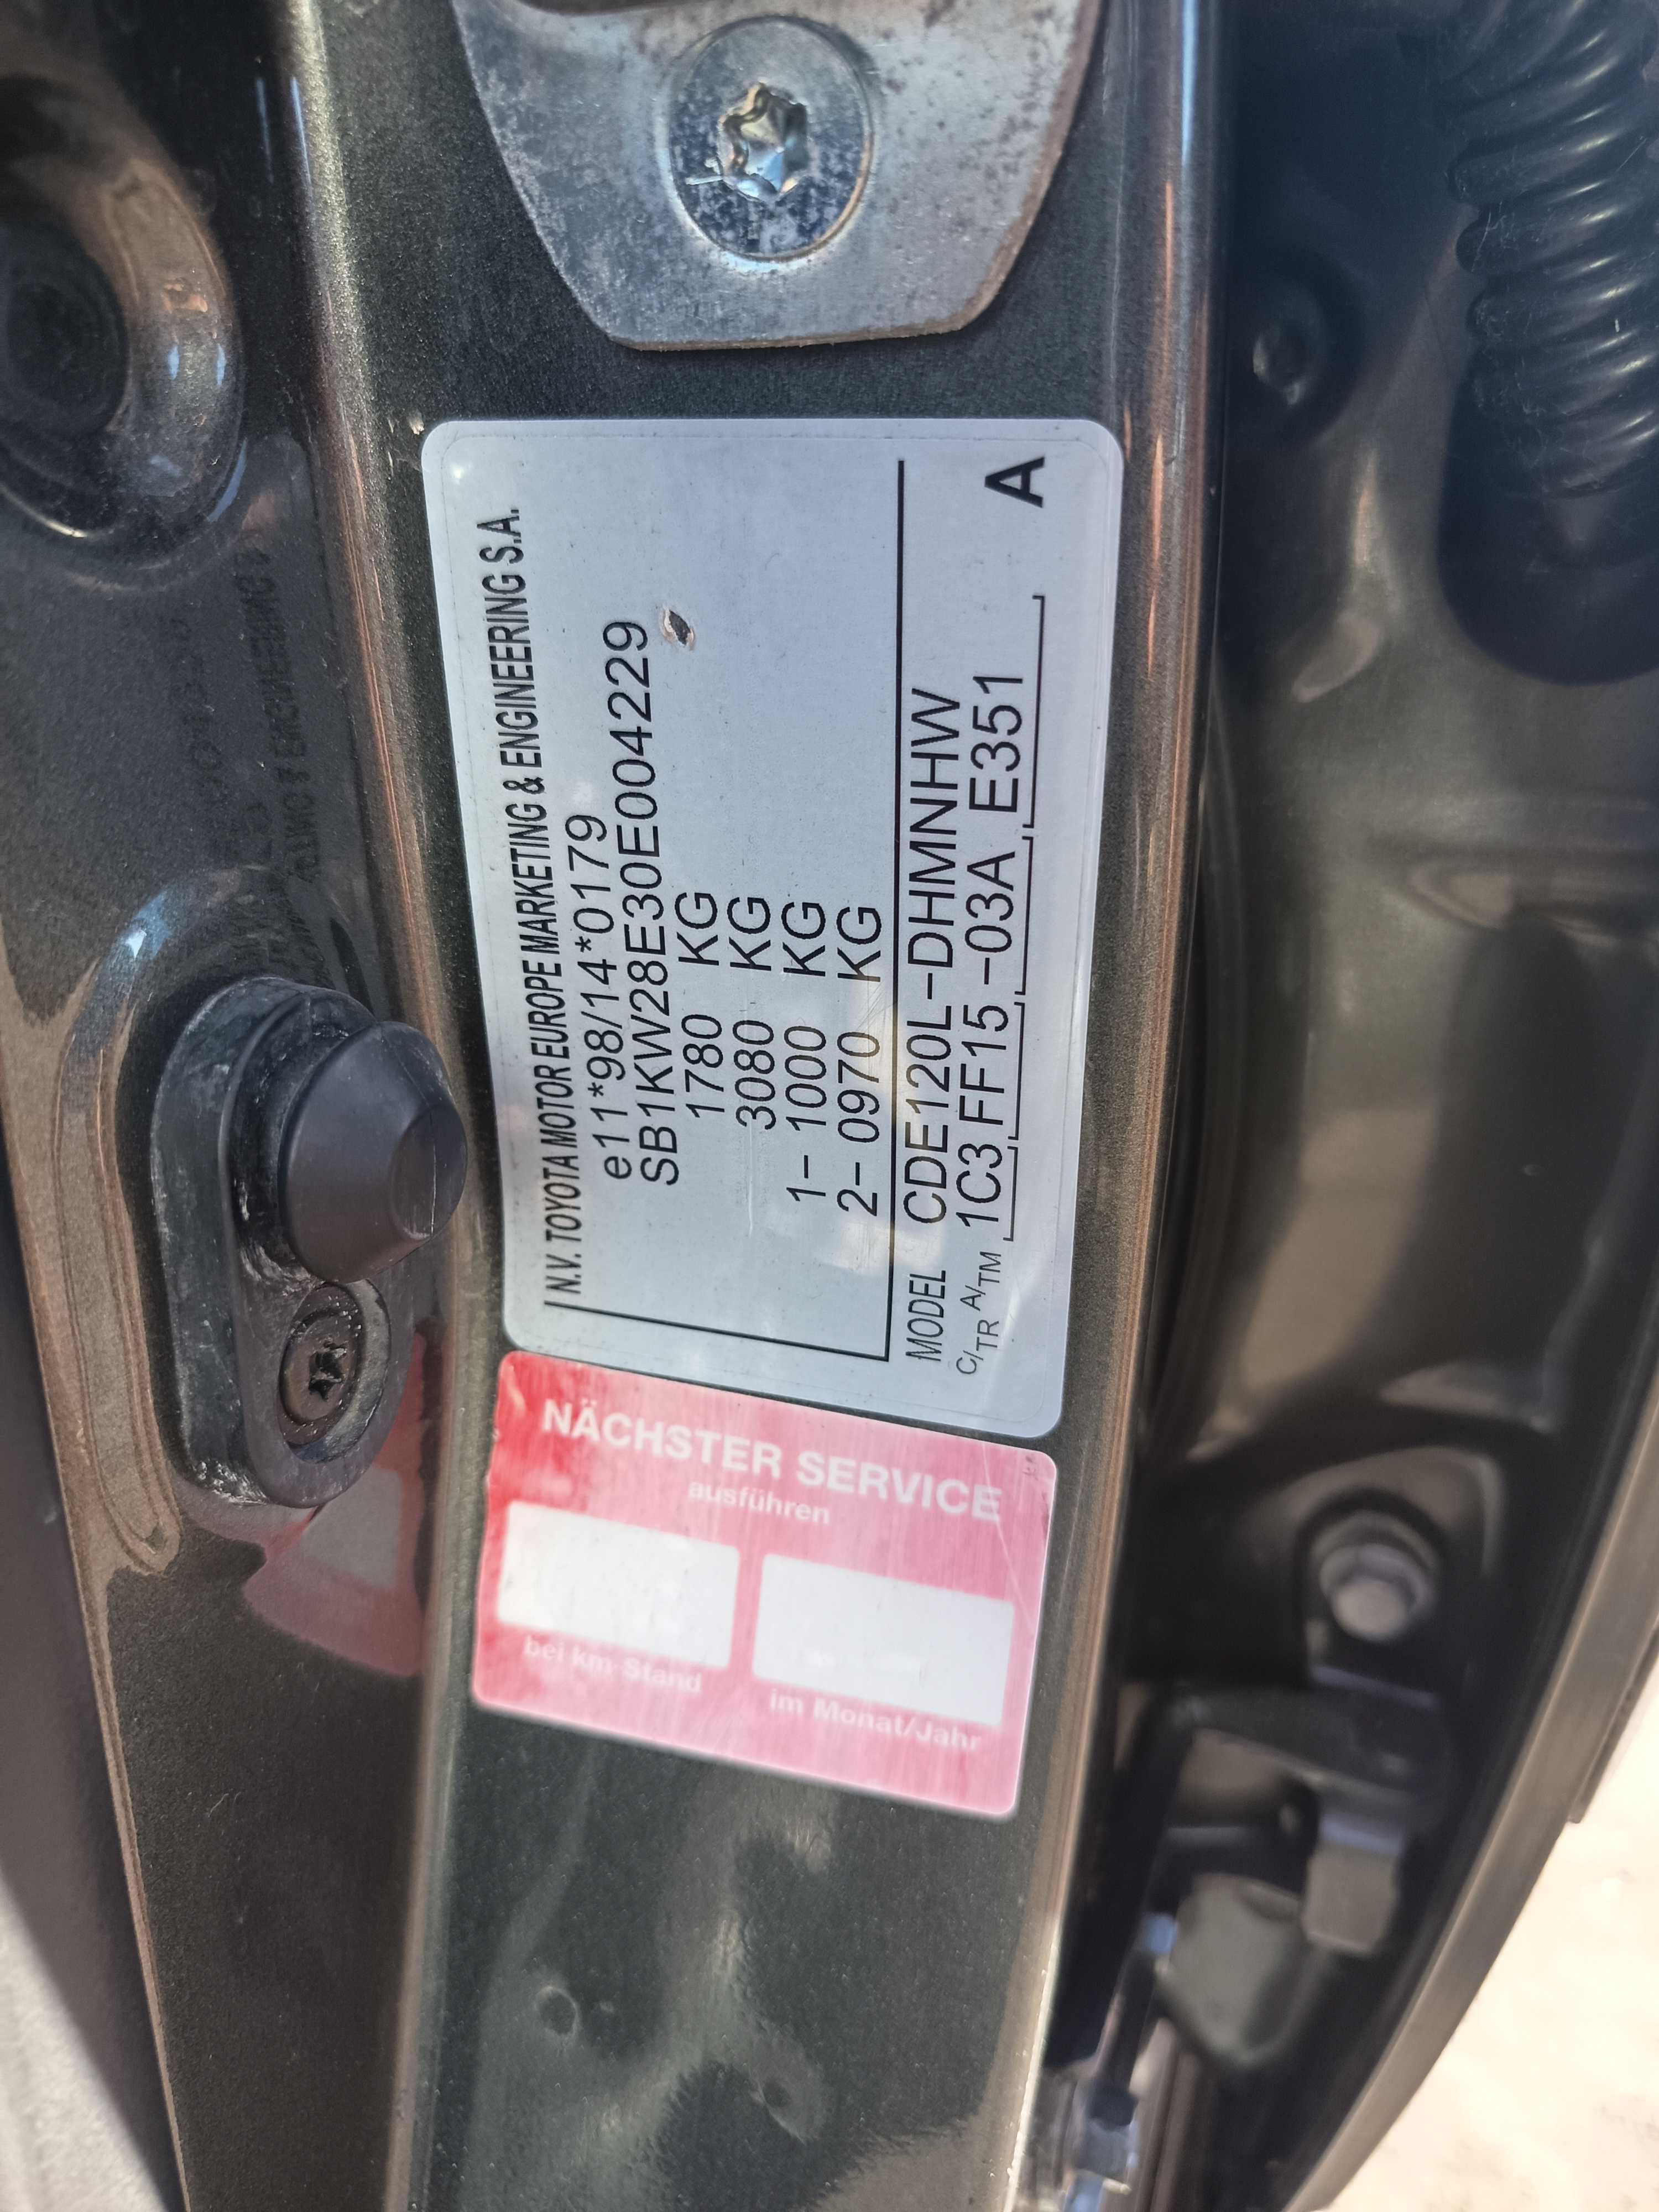 N.V. TOYOTA MOTOR EUROPE MARKETING & ENGINEERING S.A.
e11*98/14*0179
SB1KW28E30E004229
1780 KG
3080 KG
1– 1000 KG
2– 0970 KG
MODEL CDE120L–DHMNHW
C/TR A/TM 1C3 FF15 –03A E351 A
NÄCHSTER SERVICE
ausführen
bei km-Stand
im Monat/Jahr